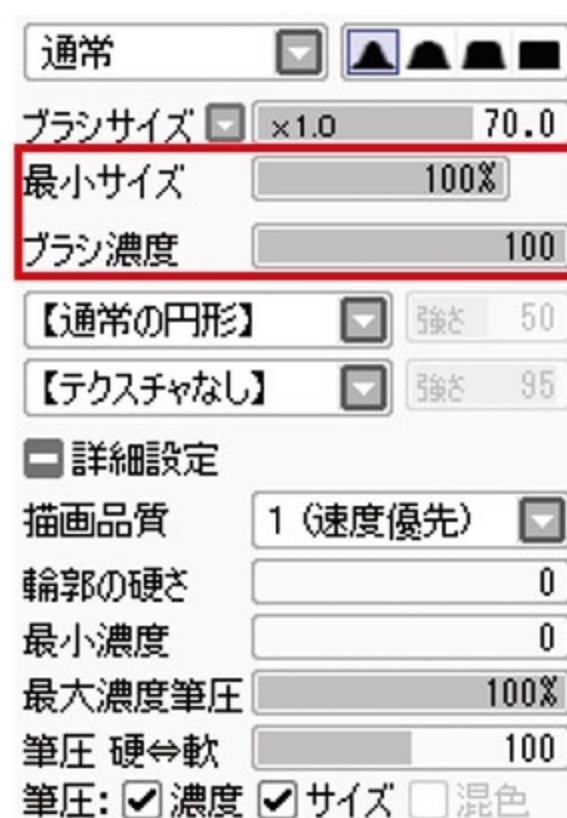 通常
ブラシサイズ ×1.0 70.0
最小サイズ 100%
ブラシ濃度 100
【通常の円形】 強さ 50
【テクスチャなし】 強さ 95
詳細設定
描画品質 1（速度優先）
輪郭の硬さ 0
最小濃度 0
最大濃度筆圧 100%
筆圧 硬⇔軟 100
筆圧: 濃度 サイズ 混色